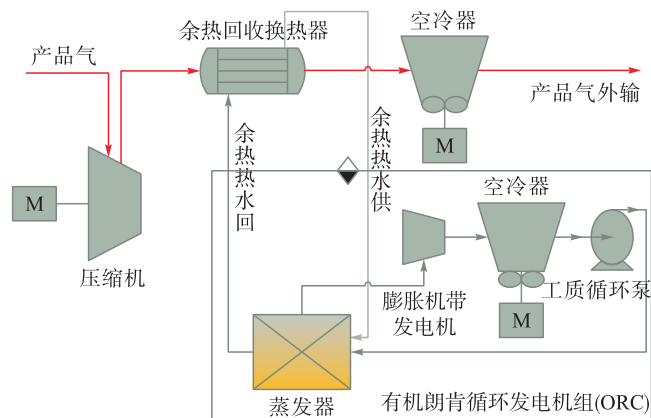 余热回收换热器
空冷器
产品气
产品气外输
M
余热热水回
余热热水供
M
空冷器
压缩机
膨胀机带
发电机
工质循环泵
M
蒸发器
有机朗肯循环发电机组(ORC)